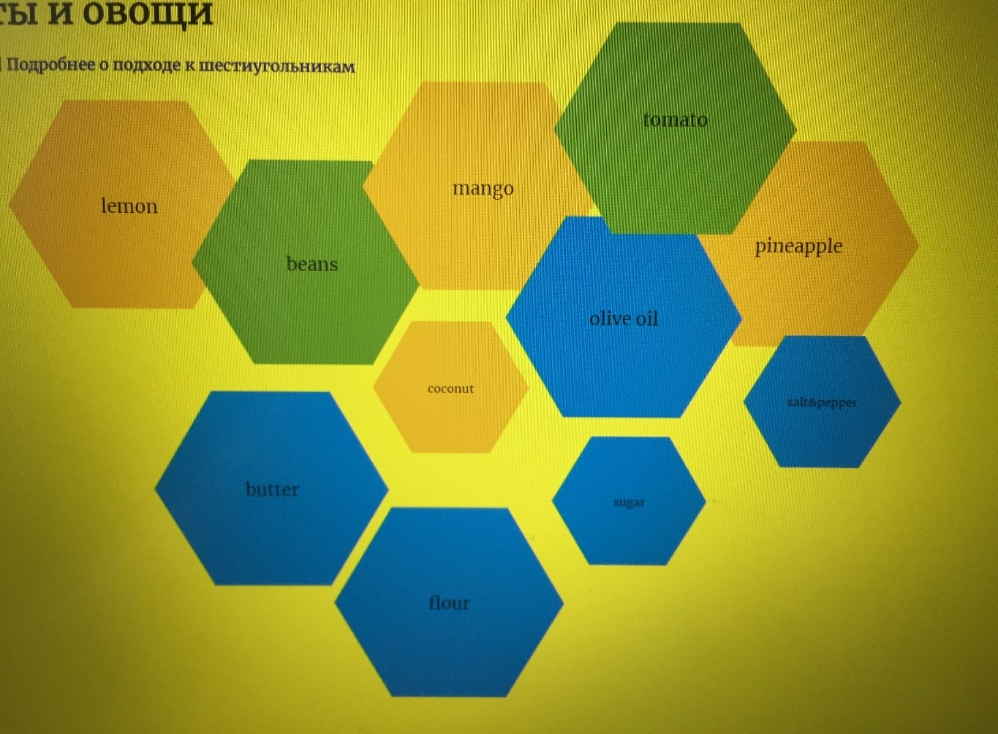 ты и овощи
Подробнее о подходе к шестиугольникам
tomato
mango
lemon
pineapple
beans
olive oil
coconut
salt&pepper
butter
sugar
flour